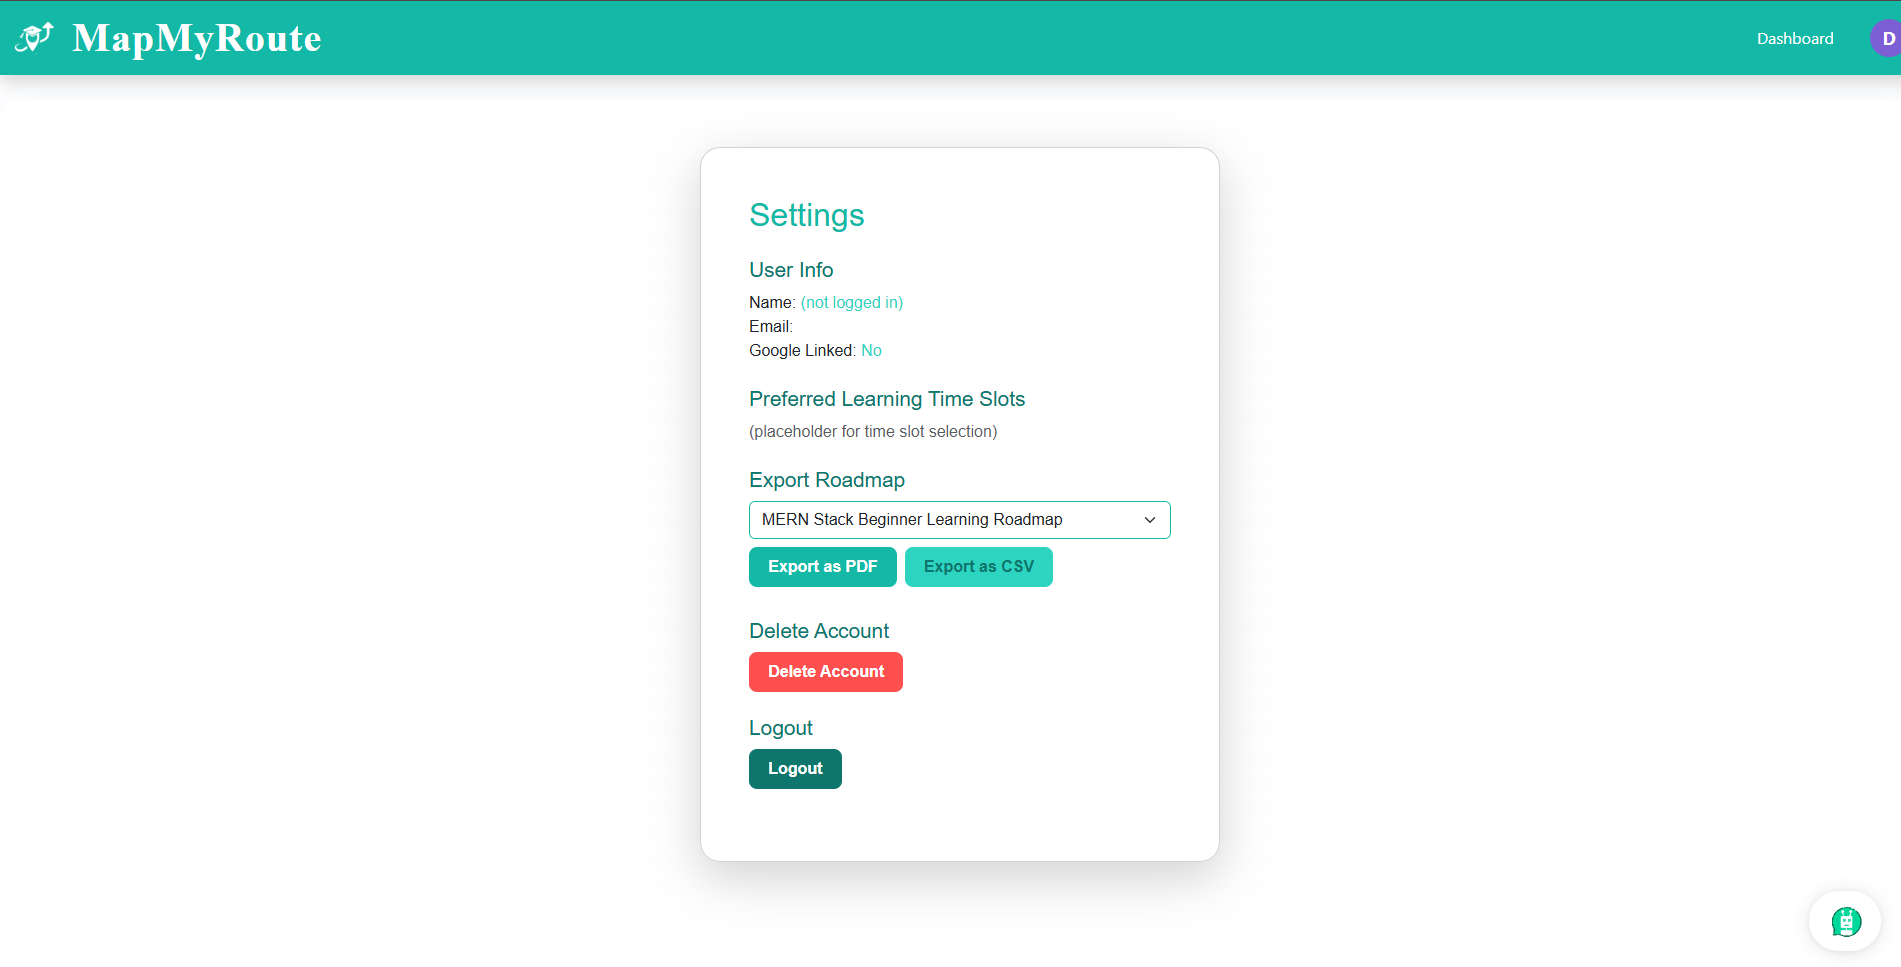 MapMyRoute
Dashboard
D
Settings
User Info
Name: (not logged in)
Email:
Google Linked: No
Preferred Learning Time Slots
(placeholder for time slot selection)
Export Roadmap
MERN Stack Beginner Learning Roadmap
Export as PDF
Export as CSV
Delete Account
Delete Account
Logout
Logout